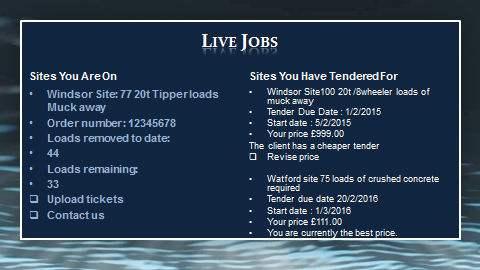 LIVE JOBS
Sites You Are On
• Windsor Site: 77 20t Tipper loads
Muck away
• Order number: 12345678
• Loads removed to date:
• 44
• Loads remaining:
• 33
❑ Upload tickets
❑ Contact us
Sites You Have Tendered For
• Windsor Site100 20t /8wheeler loads of
muck away
• Tender Due Date : 1/2/2015
• Start date : 5/2/2015
• Your price £999.00
The client has a cheaper tender
❑ Revise price
• Watford site 75 loads of crushed concrete
required
• Tender due date 20/2/2016
• Start date : 1/3/2016
• Your price £111.00
• You are currently the best price.